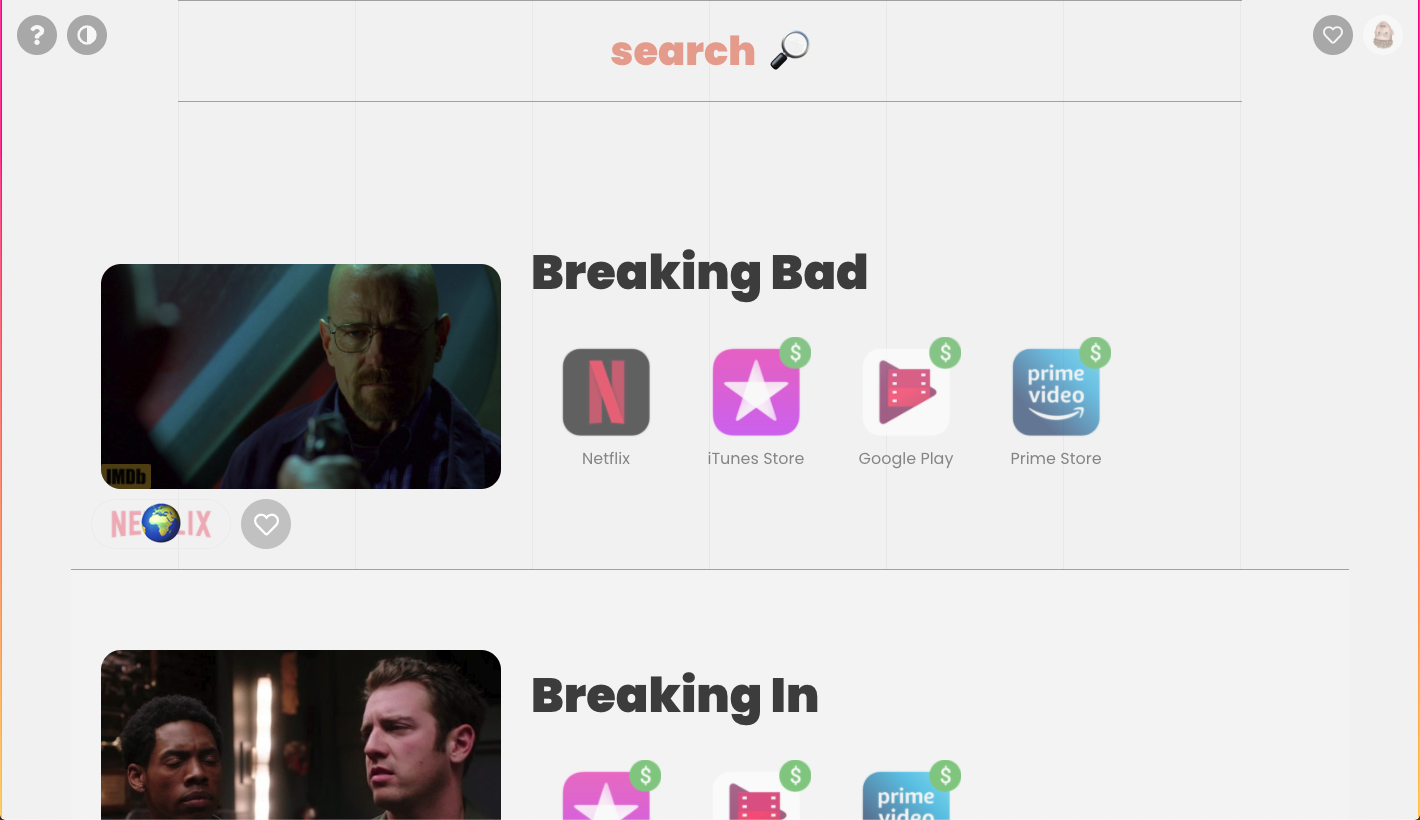 ?
search
Breaking Bad
$ $ $
N
prime video
Netflix
iTunes Store
Google Play
Prime Store
IMDb
NE LIX
Breaking In
$ $ $
prime video